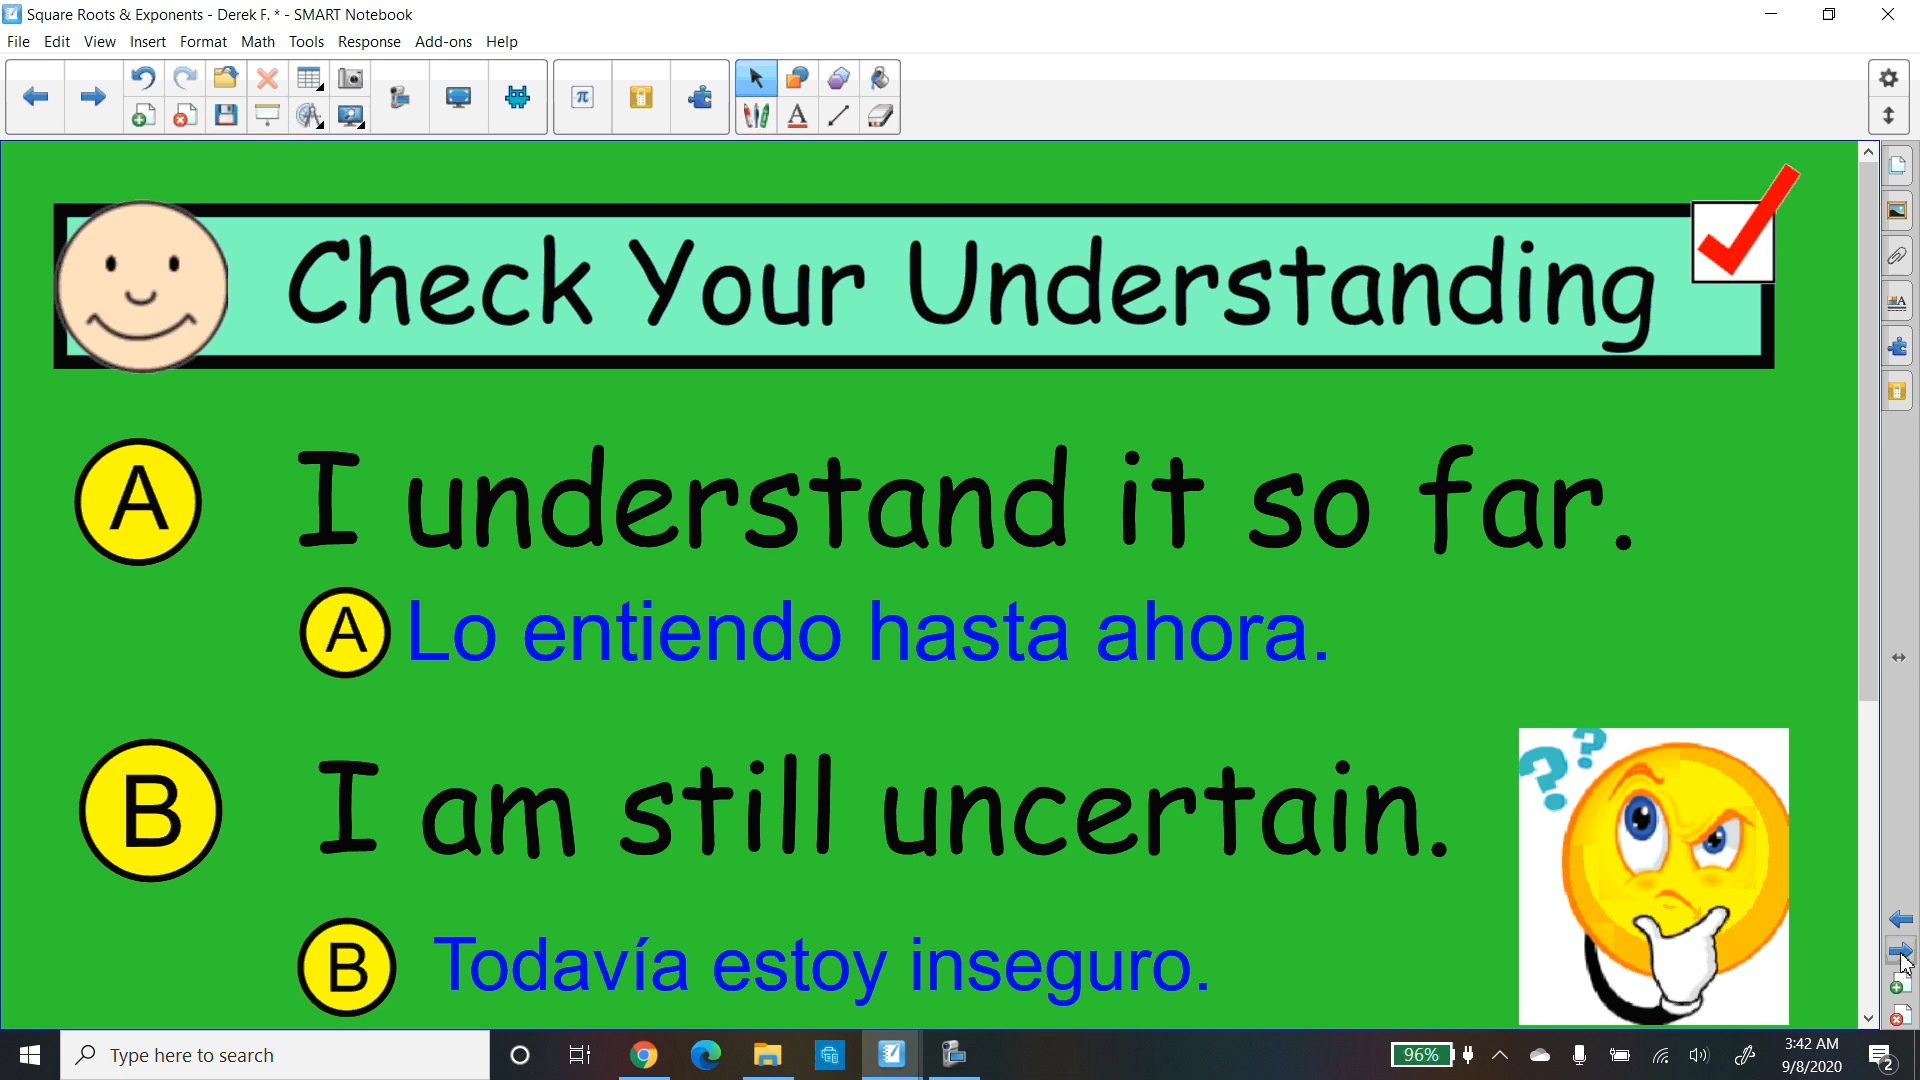 Square Roots & Exponents - Derek F. * - SMART Notebook
File Edit View Insert Format Math Tools Response Add-ons Help
π
A
Check Your Understanding
A I understand it so far.
A Lo entiendo hasta ahora.
B I am still uncertain.
??
B Todavía estoy inseguro.
Type here to search
96%
3:42 AM
9/8/2020
2